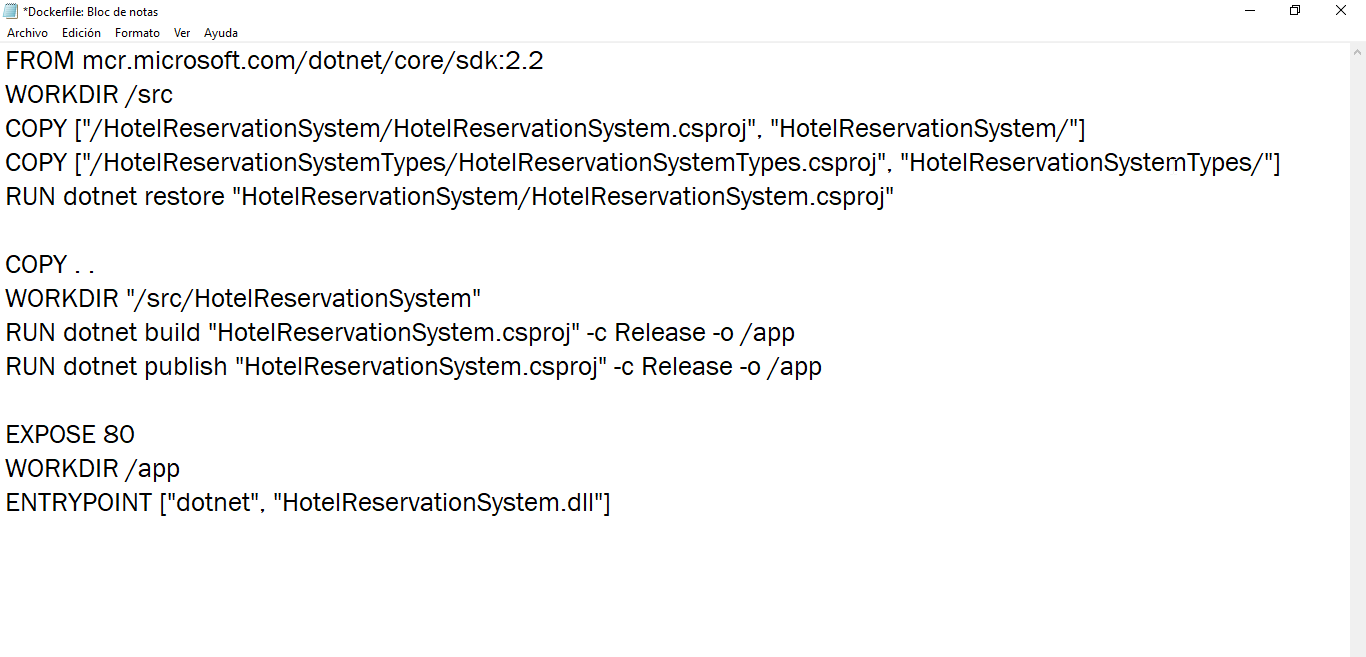 *Dockerfile: Bloc de notas
Archivo Edición Formato Ver Ayuda
FROM mcr.microsoft.com/dotnet/core/sdk:2.2
WORKDIR /src
COPY ["/HotelReservationSystem/HotelReservationSystem.csproj", "HotelReservationSystem/"]
COPY ["/HotelReservationSystemTypes/HotelReservationSystemTypes.csproj", "HotelReservationSystemTypes/"]
RUN dotnet restore "HotelReservationSystem/HotelReservationSystem.csproj"
COPY . .
WORKDIR "/src/HotelReservationSystem"
RUN dotnet build "HotelReservationSystem.csproj" -c Release -o /app
RUN dotnet publish "HotelReservationSystem.csproj" -c Release -o /app
EXPOSE 80
WORKDIR /app
ENTRYPOINT ["dotnet", "HotelReservationSystem.dll"]